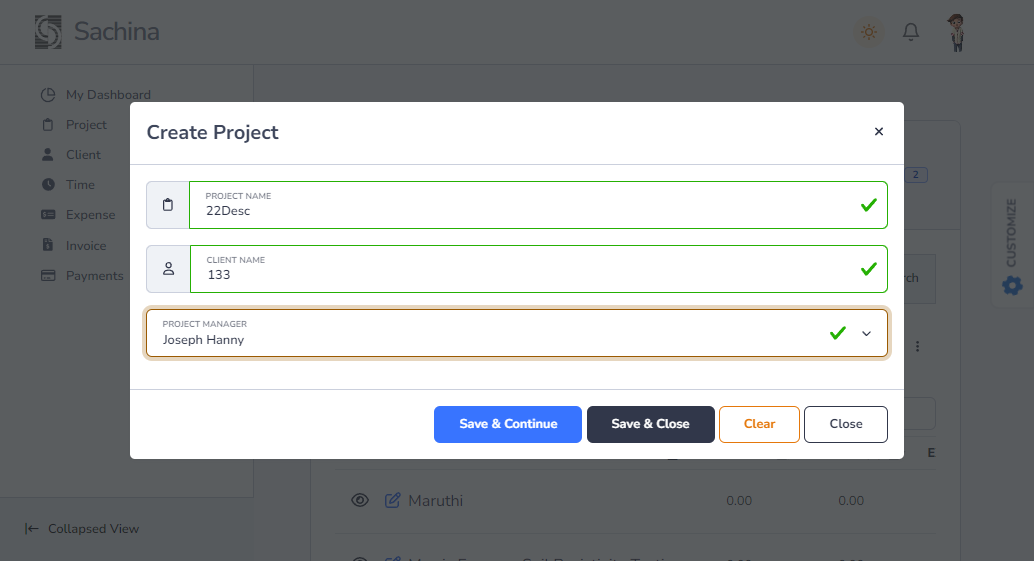 Sachina
My Dashboard
Project
Client
Time
Expense
Invoice
Payments
Collapsed View
Create Project
PROJECT NAME
22Desc
CLIENT NAME
133
PROJECT MANAGER
Joseph Hanny
Save & Continue
Save & Close
Clear
Close
2
CUSTOMIZE
rch
E
Maruthi 0.00 0.00